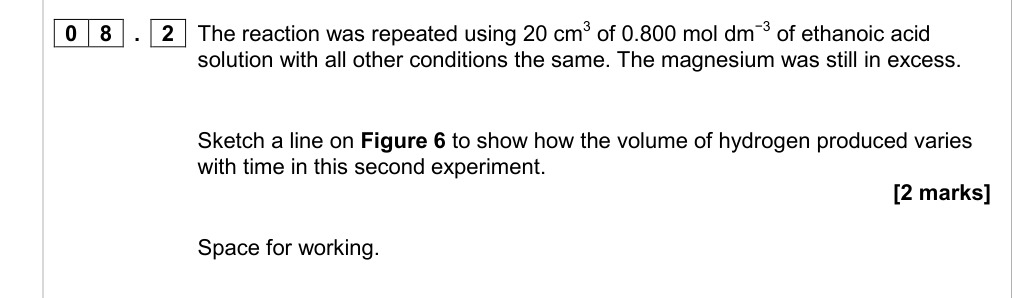 08.2 The reaction was repeated using 20 cm³ of 0.800 mol dm⁻³ of ethanoic acid
solution with all other conditions the same. The magnesium was still in excess.
Sketch a line on Figure 6 to show how the volume of hydrogen produced varies
with time in this second experiment.
[2 marks]
Space for working.